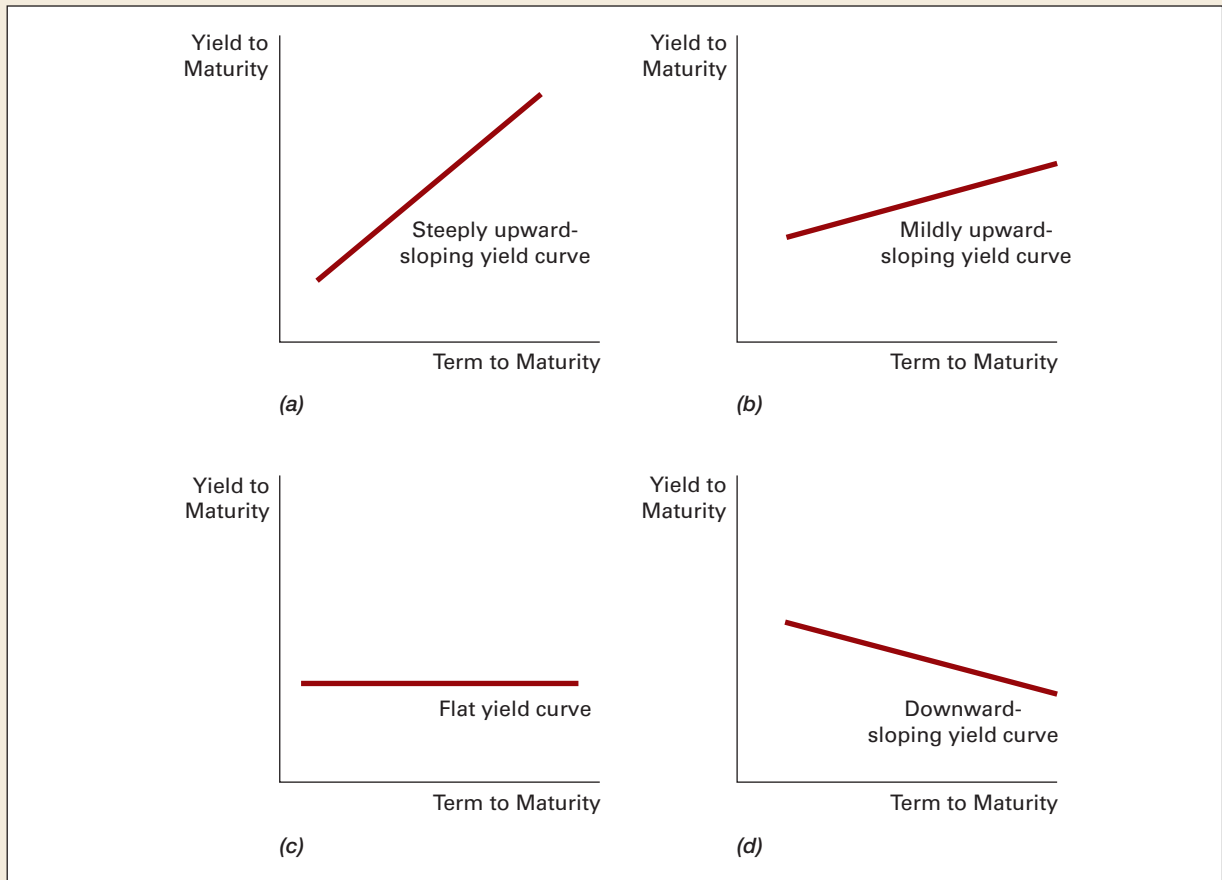 Yield to
Maturity
Steeply upward-
sloping yield curve
Term to Maturity
(a)
Yield to
Maturity
Mildly upward-
sloping yield curve
Term to Maturity
(b)
Yield to
Maturity
Flat yield curve
Term to Maturity
(c)
Yield to
Maturity
Downward-
sloping yield curve
Term to Maturity
(d)